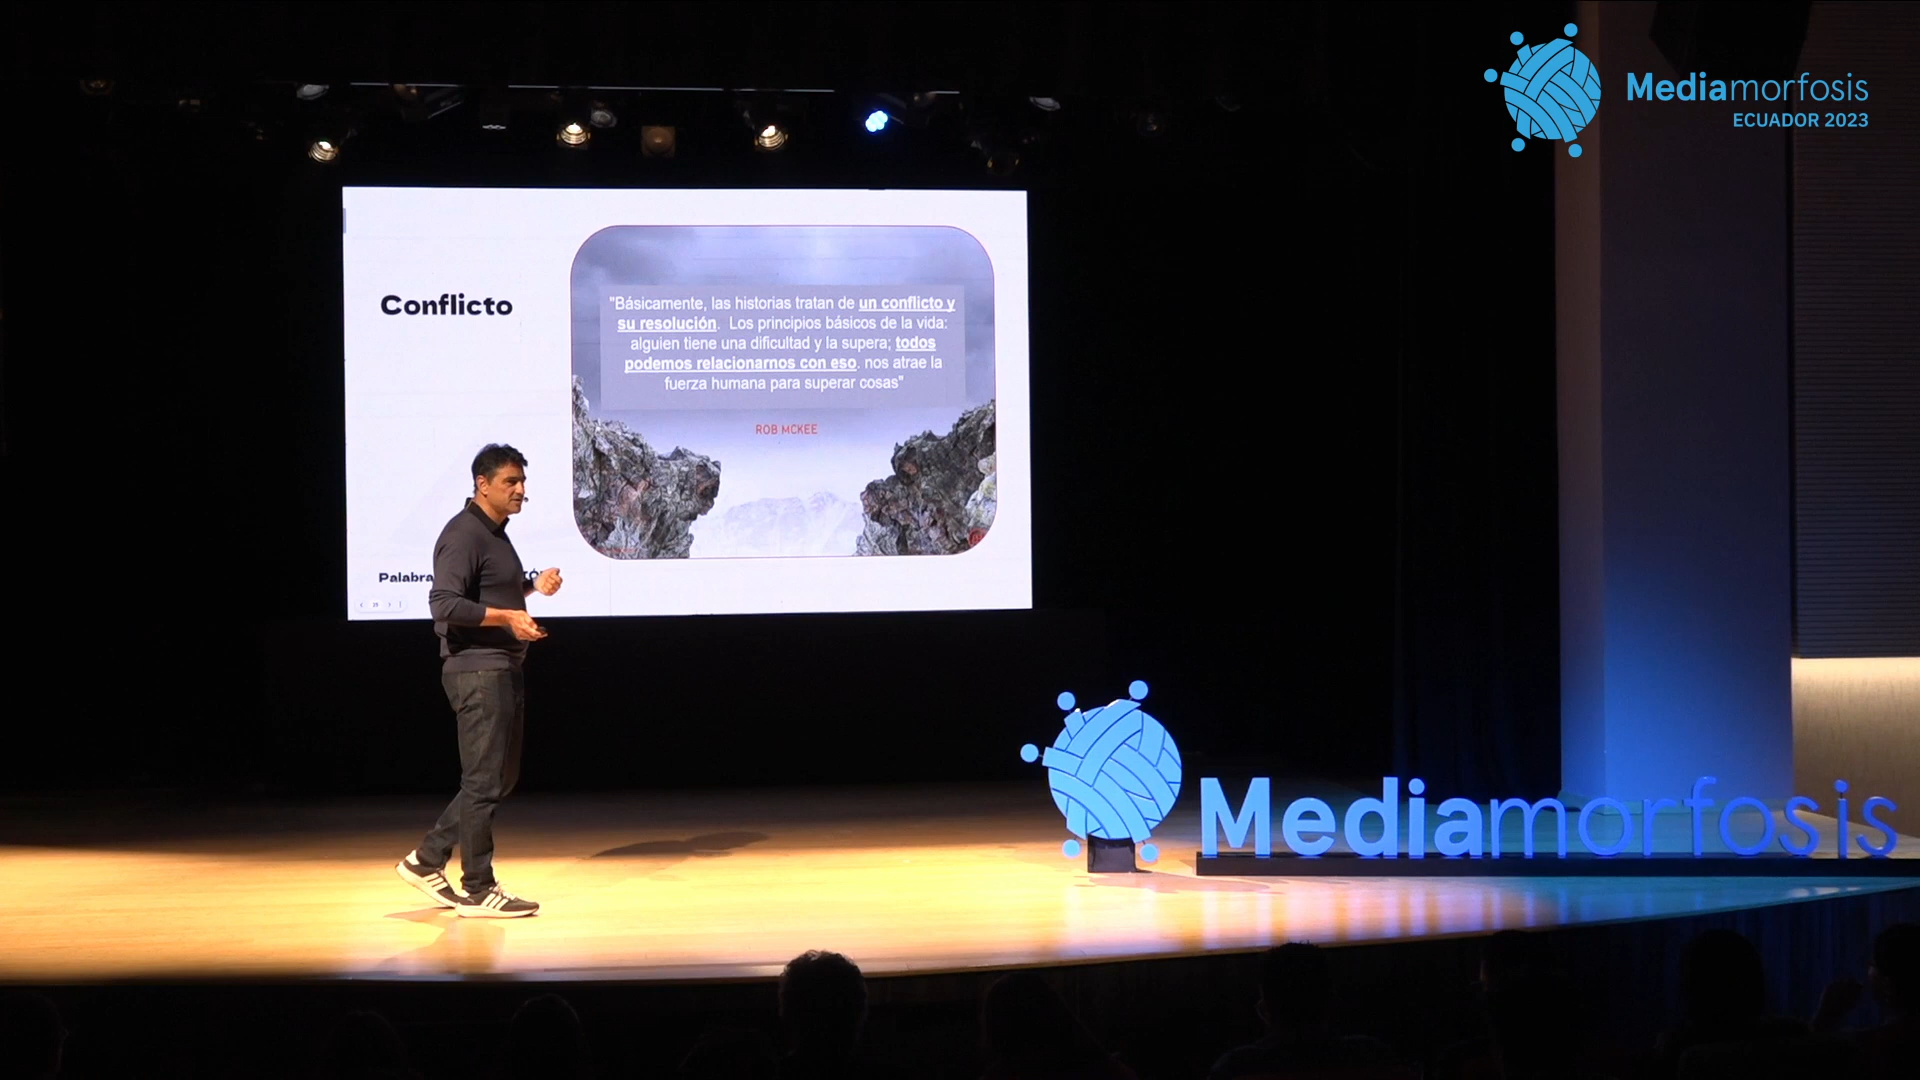 Mediamorfosis
ECUADOR 2023
Conflicto
"Básicamente, las historias tratan de un conflicto y
su resolución. Los principios básicos de la vida:
alguien tiene una dificultad y la supera; todos
podemos relacionarnos con eso. nos atrae la
fuerza humana para superar cosas"
ROB MCKEE
Mediamorfosis